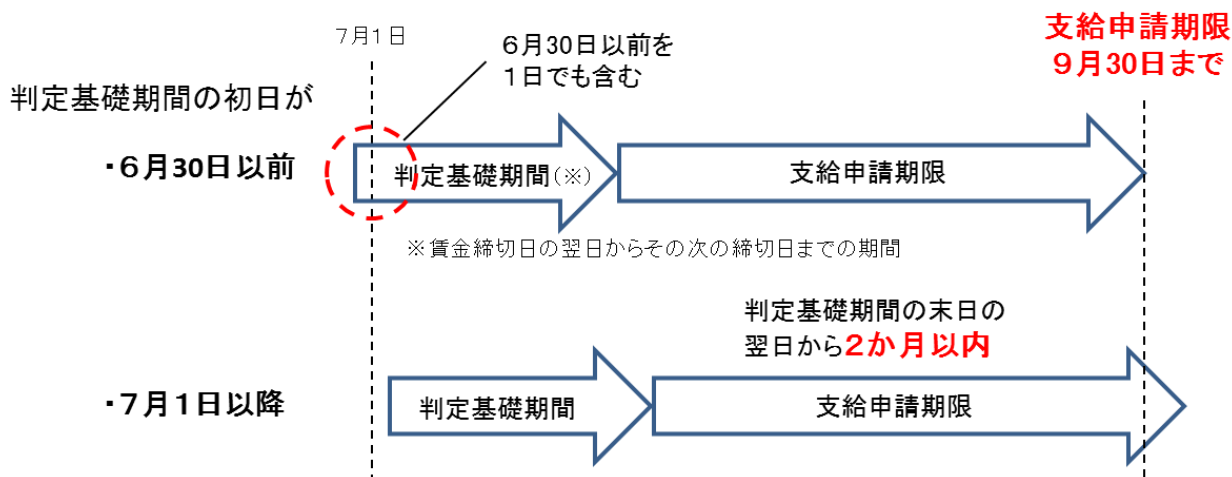 ７月１日
６月30日以前を
１日でも含む
支給申請期限
９月30日まで
判定基礎期間の初日が
・６月30日以前
判定基礎期間（※）
支給申請期限
※賃金締切日の翌日からその次の締切日までの期間
判定基礎期間の末日の
翌日から２か月以内
・７月１日以降
判定基礎期間
支給申請期限